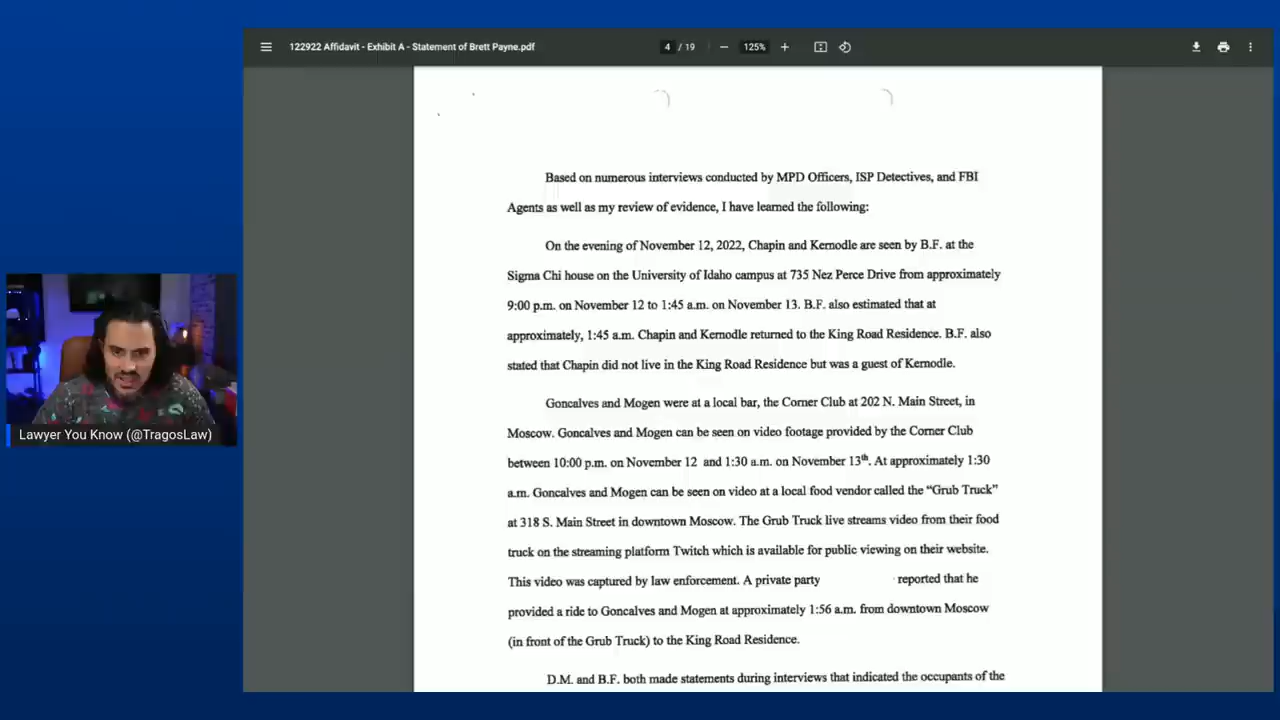 122922 Affidavit - Exhibit A - Statement of Brett Payne.pdf
4 / 19
125%
Based on numerous interviews conducted by MPD Officers, ISP Detectives, and FBI
Agents as well as my review of evidence, I have learned the following:
On the evening of November 12, 2022, Chapin and Kernodle are seen by B.F. at the
Sigma Chi house on the University of Idaho campus at 735 Nez Perce Drive from approximately
9:00 p.m. on November 12 to 1:45 a.m. on November 13. B.F. also estimated that at
approximately, 1:45 a.m. Chapin and Kernodle returned to the King Road Residence. B.F. also
stated that Chapin did not live in the King Road Residence but was a guest of Kernodle.
Goncalves and Mogen were at a local bar, the Corner Club at 202 N. Main Street, in
Moscow. Goncalves and Mogen can be seen on video footage provided by the Corner Club
between 10:00 p.m. on November 12 and 1:30 a.m. on November 13th. At approximately 1:30
a.m. Goncalves and Mogen can be seen on video at a local food vendor called the “Grub Truck”
at 318 S. Main Street in downtown Moscow. The Grub Truck live streams video from their food
truck on the streaming platform Twitch which is available for public viewing on their website.
This video was captured by law enforcement. A private party reported that he
provided a ride to Goncalves and Mogen at approximately 1:56 a.m. from downtown Moscow
(in front of the Grub Truck) to the King Road Residence.
D.M. and B.F. both made statements during interviews that indicated the occupants of the
Lawyer You Know (@TragosLaw)